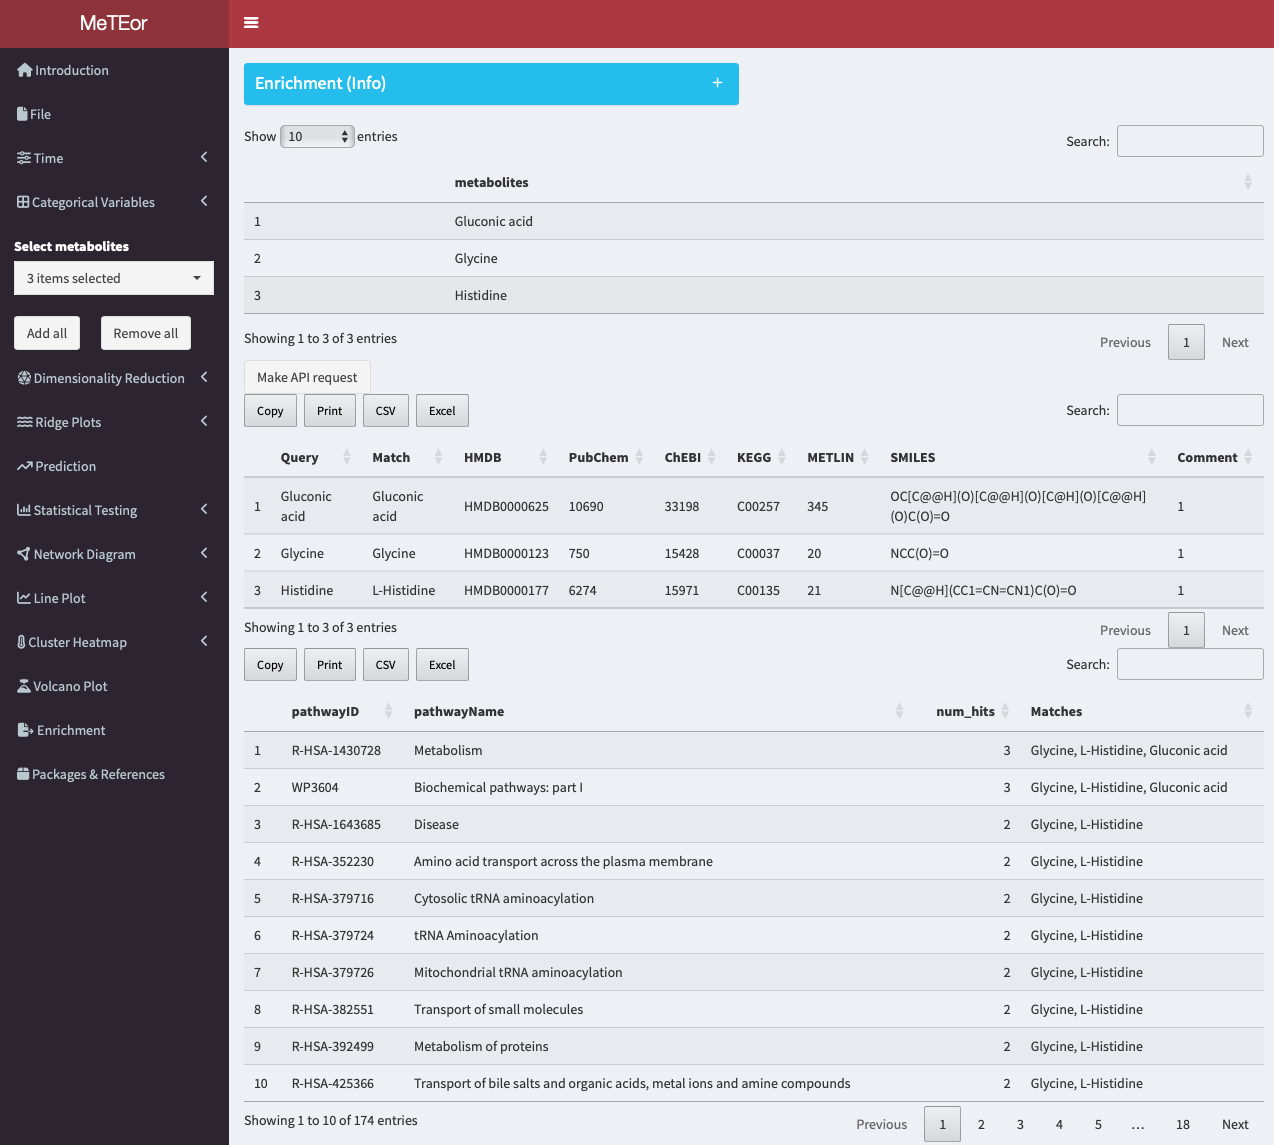 MeTEor
Introduction
File
Time
Categorical Variables
Select metabolites
3 items selected
Add all Remove all
Dimensionality Reduction
Ridge Plots
Prediction
Statistical Testing
Network Diagram
Line Plot
Cluster Heatmap
Volcano Plot
Enrichment
Packages & References
Enrichment (Info) +
Show 10 entries Search:
metabolites
1 Gluconic acid
2 Glycine
3 Histidine
Showing 1 to 3 of 3 entries Previous 1 Next
Make API request
Copy Print CSV Excel Search:
Query Match HMDB PubChem ChEBI KEGG METLIN SMILES Comment
1 Gluconic acid Gluconic acid HMDB0000625 10690 33198 C00257 345 OC[C@@H](O)[C@@H](O)[C@H](O)[C@@H](O)C(O)=O 1
2 Glycine Glycine HMDB0000123 750 15428 C00037 20 NCC(O)=O 1
3 Histidine L-Histidine HMDB0000177 6274 15971 C00135 21 N[C@@H](CC1=CN=CN1)C(O)=O 1
Showing 1 to 3 of 3 entries Previous 1 Next
Copy Print CSV Excel Search:
pathwayID pathwayName num_hits Matches
1 R-HSA-1430728 Metabolism 3 Glycine, L-Histidine, Gluconic acid
2 WP3604 Biochemical pathways: part I 3 Glycine, L-Histidine, Gluconic acid
3 R-HSA-1643685 Disease 2 Glycine, L-Histidine
4 R-HSA-352230 Amino acid transport across the plasma membrane 2 Glycine, L-Histidine
5 R-HSA-379716 Cytosolic tRNA aminoacylation 2 Glycine, L-Histidine
6 R-HSA-379724 tRNA Aminoacylation 2 Glycine, L-Histidine
7 R-HSA-379726 Mitochondrial tRNA aminoacylation 2 Glycine, L-Histidine
8 R-HSA-382551 Transport of small molecules 2 Glycine, L-Histidine
9 R-HSA-392499 Metabolism of proteins 2 Glycine, L-Histidine
10 R-HSA-425366 Transport of bile salts and organic acids, metal ions and amine compounds 2 Glycine, L-Histidine
Showing 1 to 10 of 174 entries Previous 1 2 3 4 5 … 18 Next